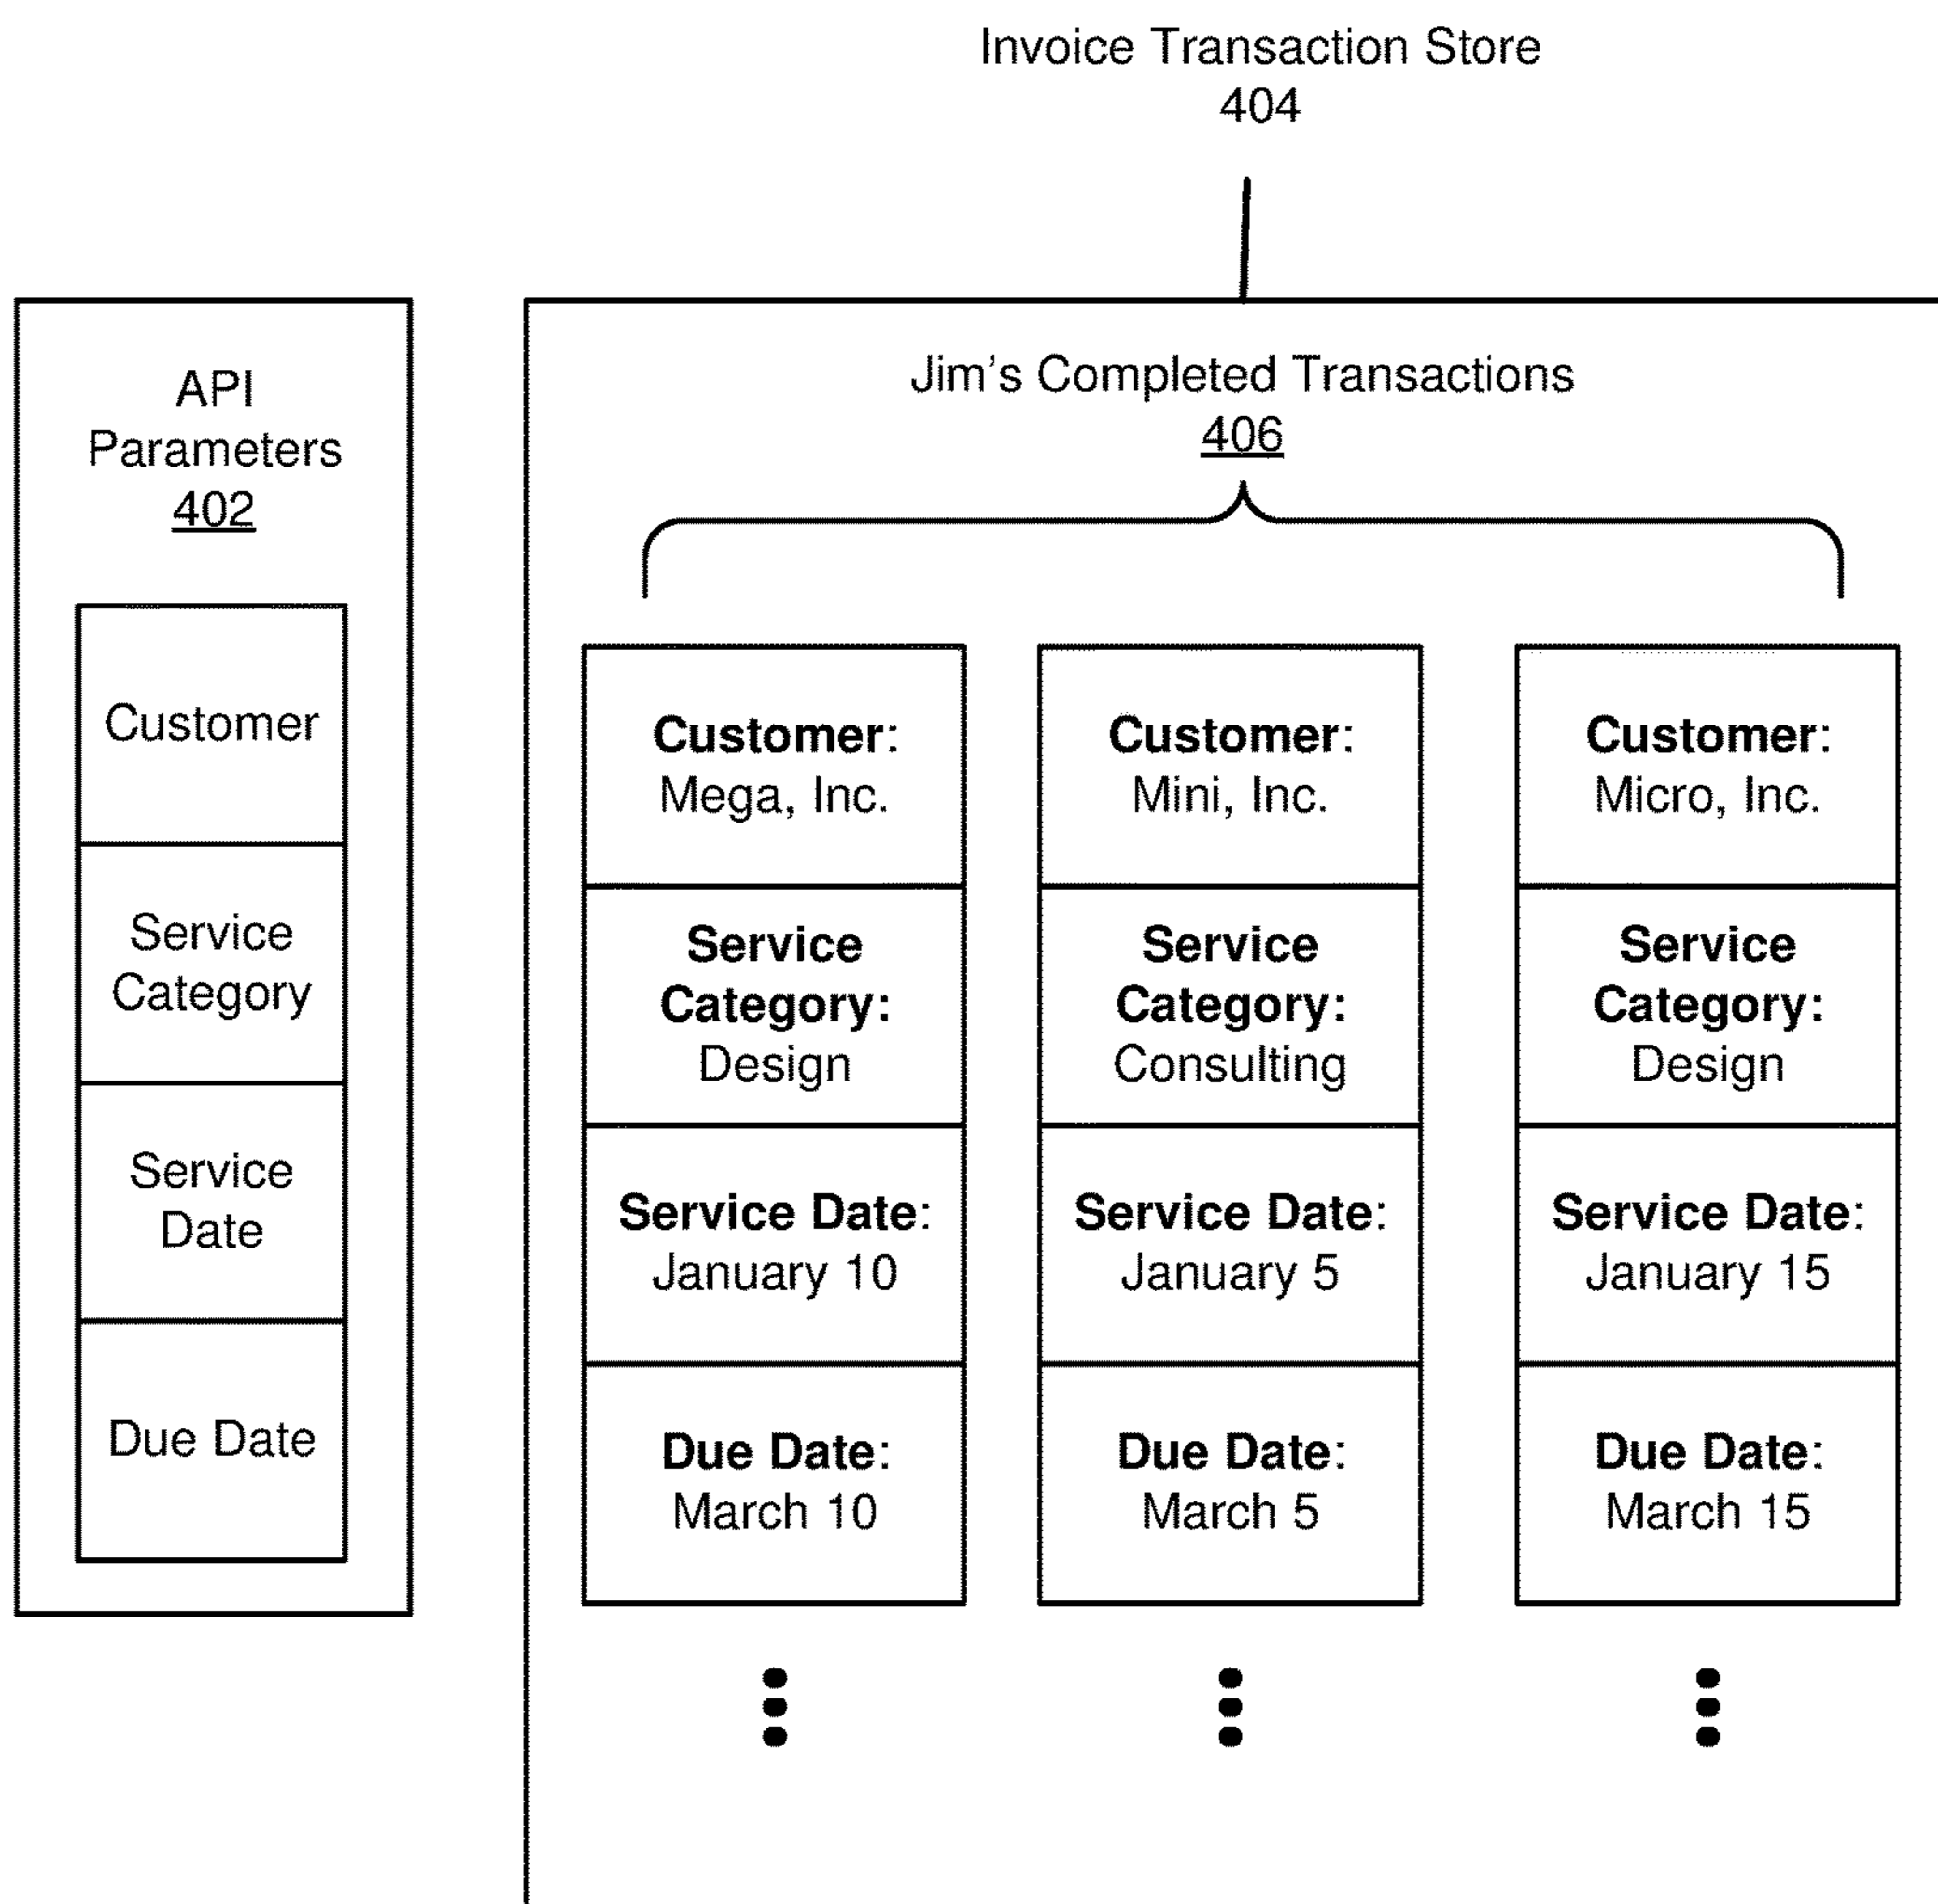 Invoice Transaction Store
404
API
Parameters
402
Customer
Service
Category
Service
Date
Due Date
Jim's Completed Transactions
406
Customer:
Mega, Inc.
Service
Category:
Design
Service Date:
January 10
Due Date:
March 10
Customer:
Mini, Inc.
Service
Category:
Consulting
Service Date:
January 5
Due Date:
March 5
Customer:
Micro, Inc.
Service
Category:
Design
Service Date:
January 15
Due Date:
March 15